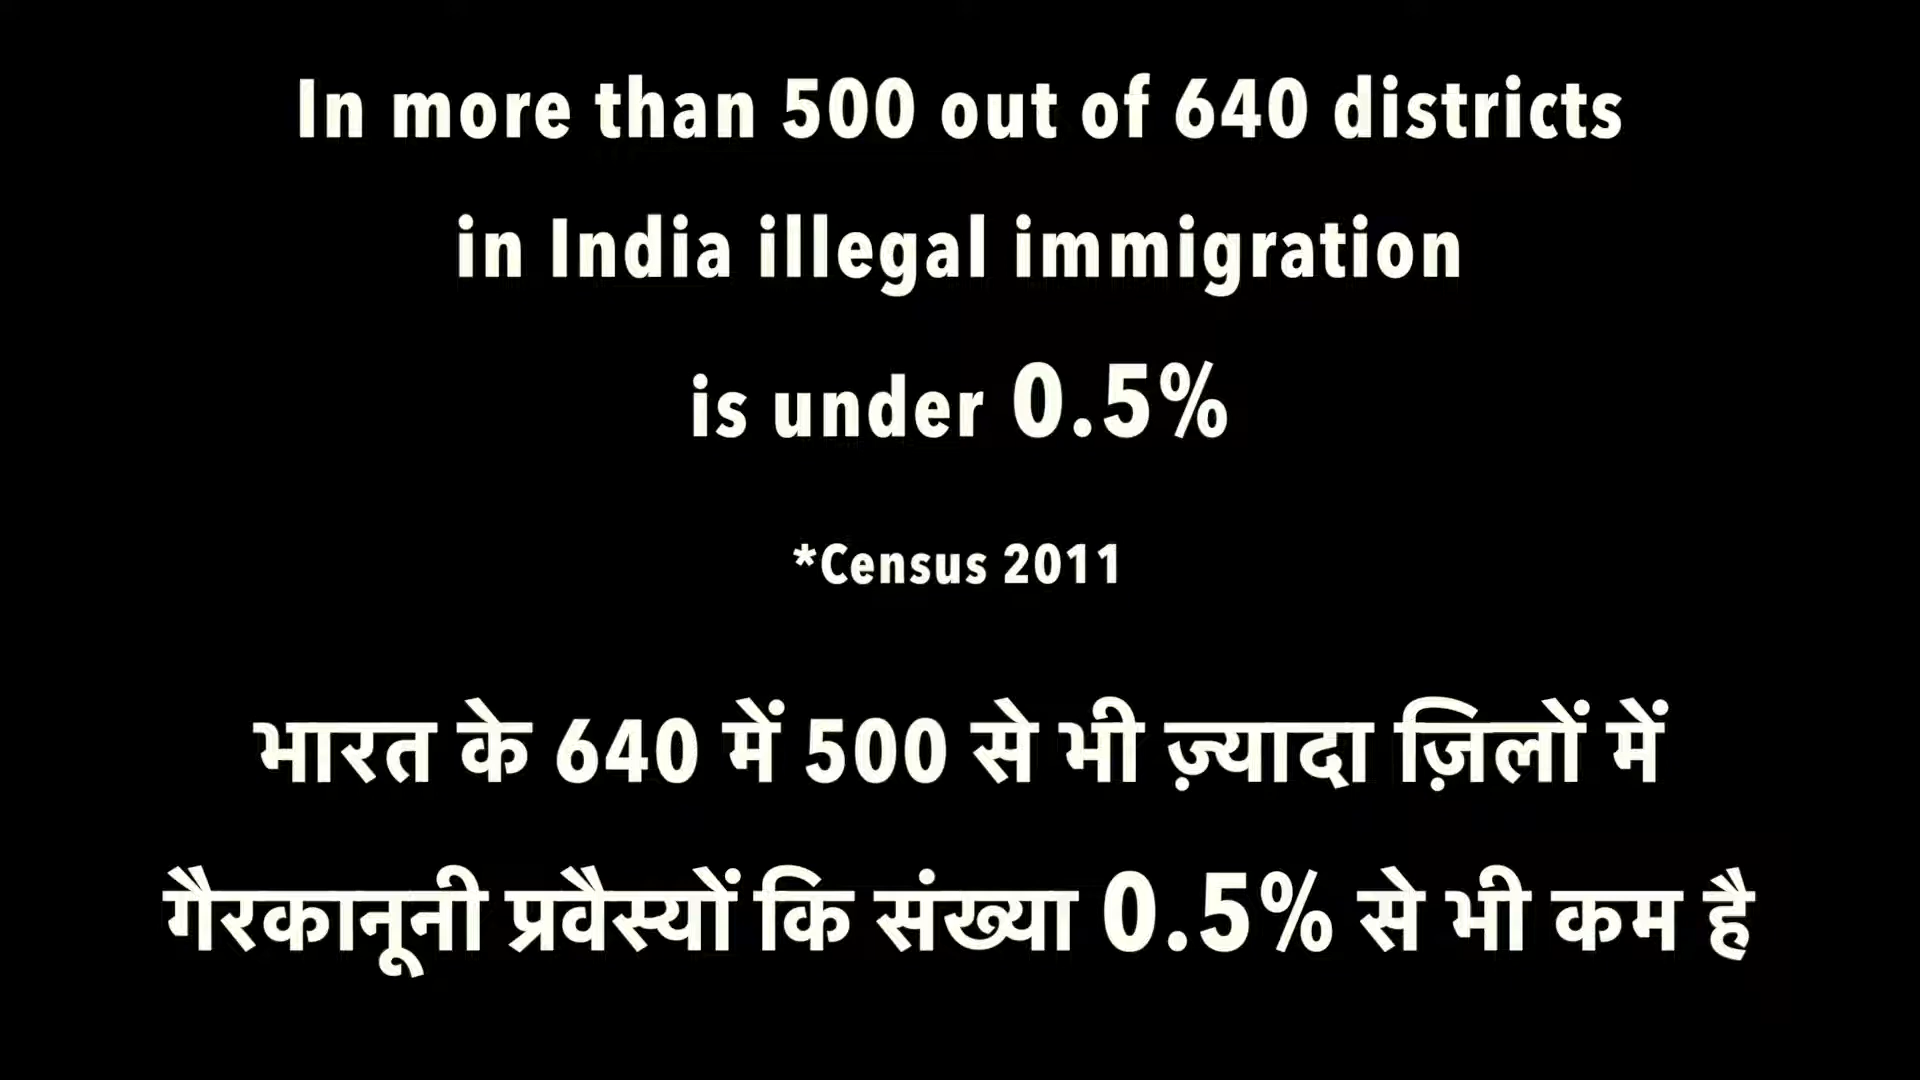 In more than 500 out of 640 districts
in India illegal immigration
is under 0.5%
*Census 2011
भारत के 640 में 500 से भी ज़्यादा ज़िलों में
गैरकानूनी प्रवैस्यों कि संख्या 0.5% से भी कम है